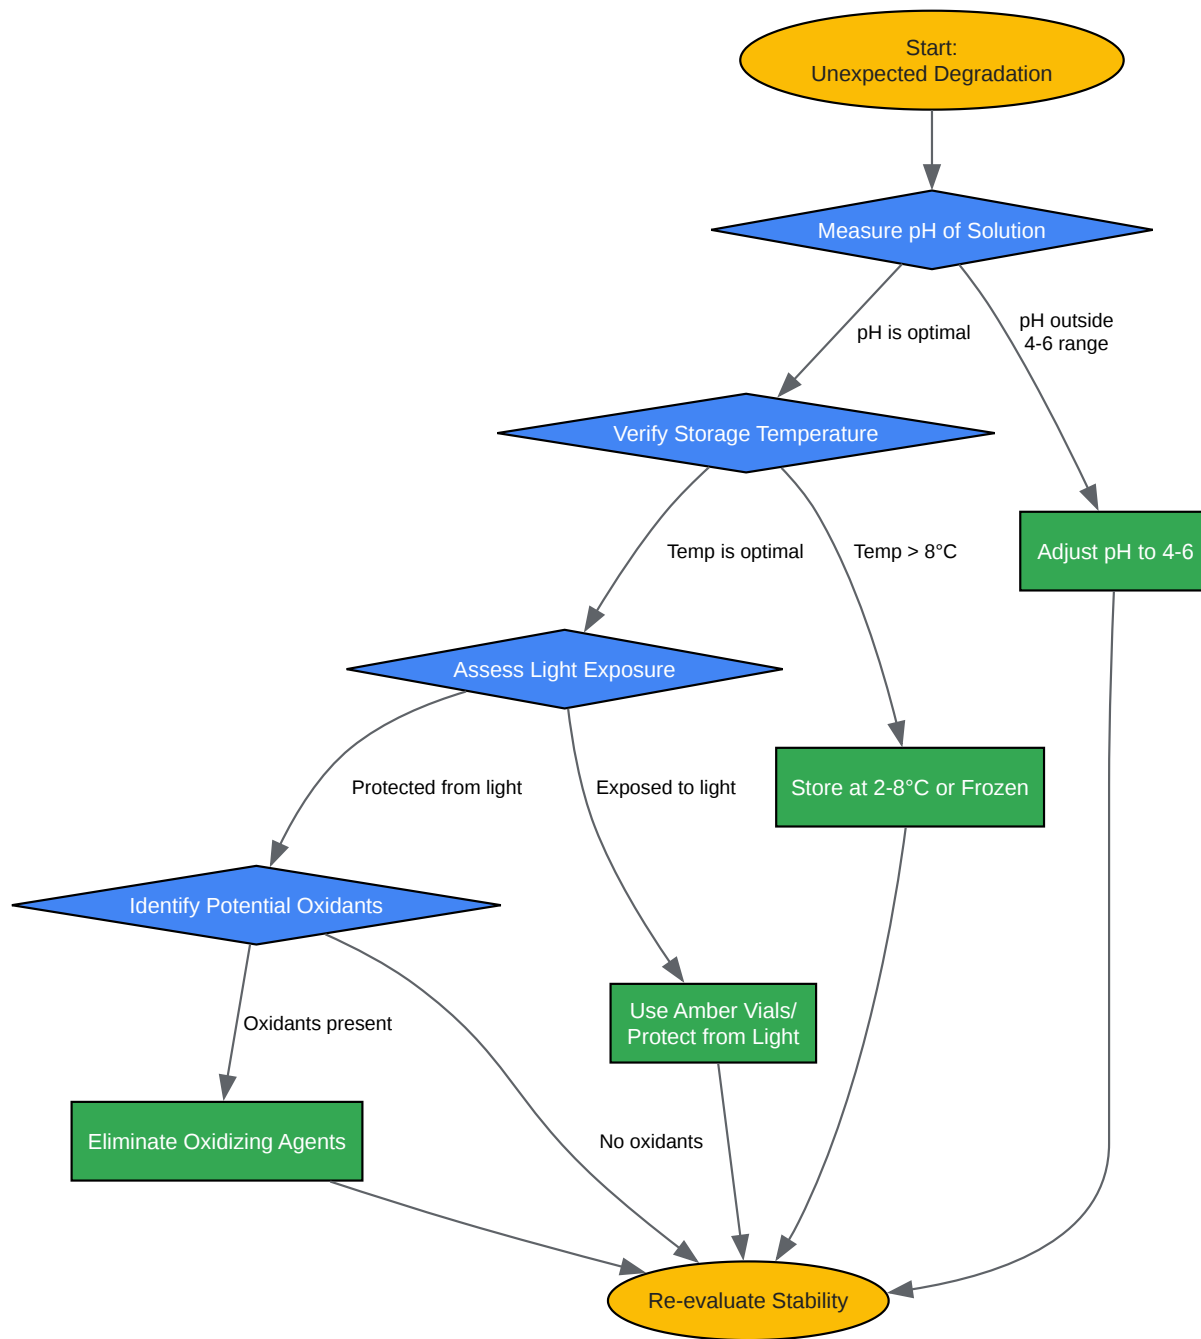 Start:
Unexpected Degradation
Measure pH of Solution
pH is optimal
pH outside
4-6 range
Verify Storage Temperature
Adjust pH to 4-6
Temp is optimal
Temp > 8°C
Assess Light Exposure
Store at 2-8°C or Frozen
Protected from light
Exposed to light
Identify Potential Oxidants
Use Amber Vials/
Protect from Light
Oxidants present
Eliminate Oxidizing Agents
No oxidants
Re-evaluate Stability